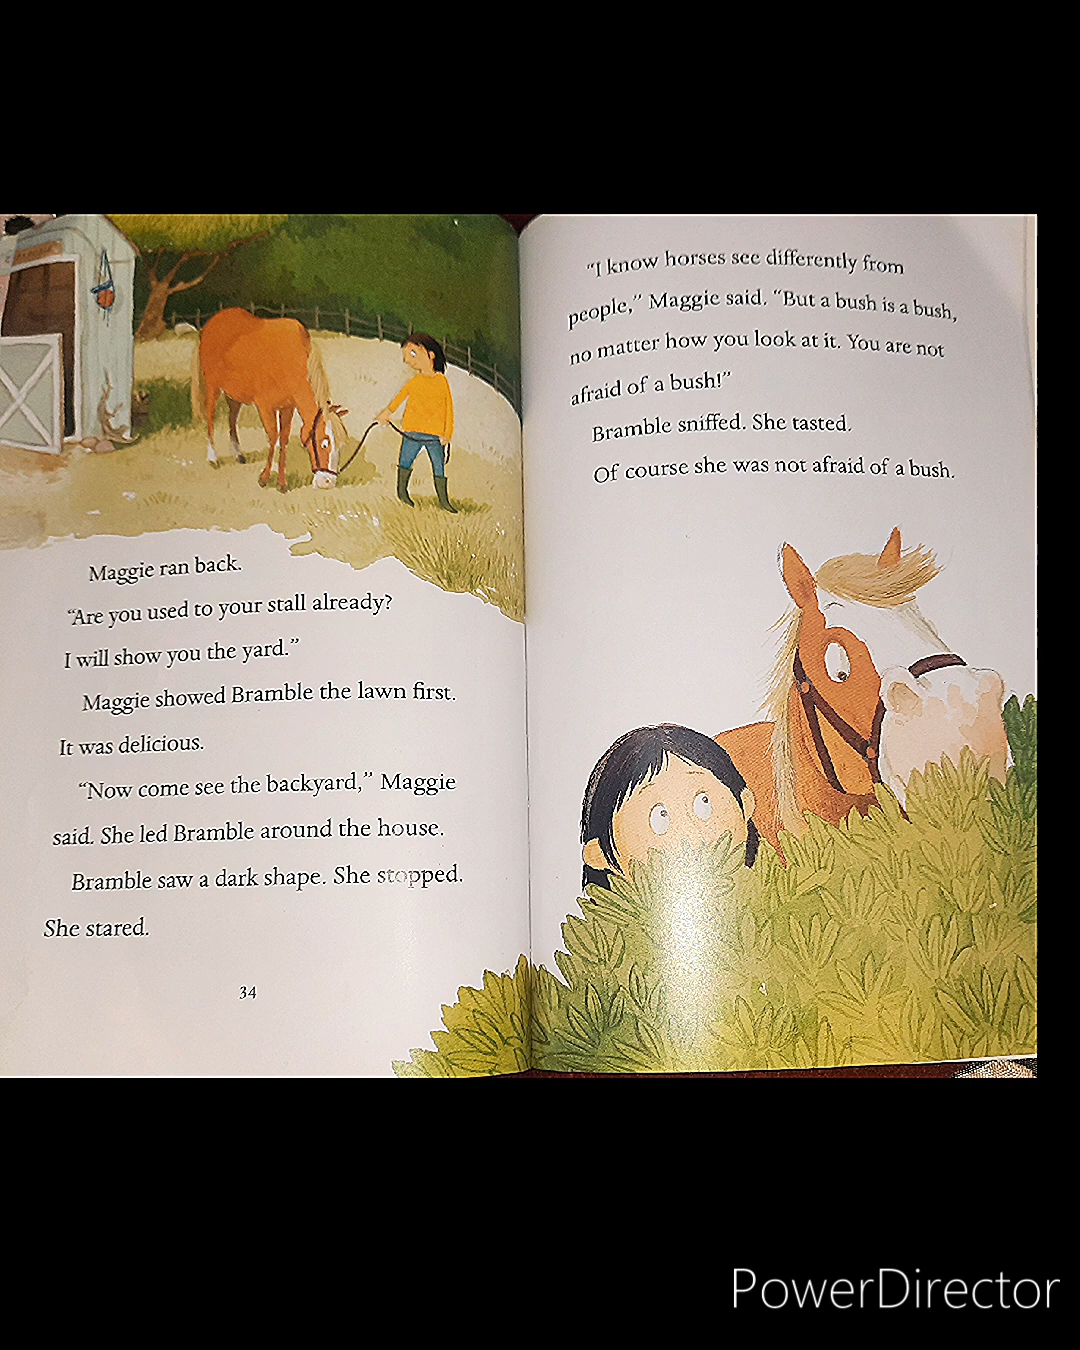 Maggie ran back.
“Are you used to your stall already?
I will show you the yard.”
Maggie showed Bramble the lawn first.
It was delicious.
“Now come see the backyard,” Maggie
said. She led Bramble around the house.
Bramble saw a dark shape. She stopped.
She stared.
34
“I know horses see differently from
people,” Maggie said. “But a bush is a bush,
no matter how you look at it. You are not
afraid of a bush!”
Bramble sniffed. She tasted.
Of course she was not afraid of a bush.
PowerDirector